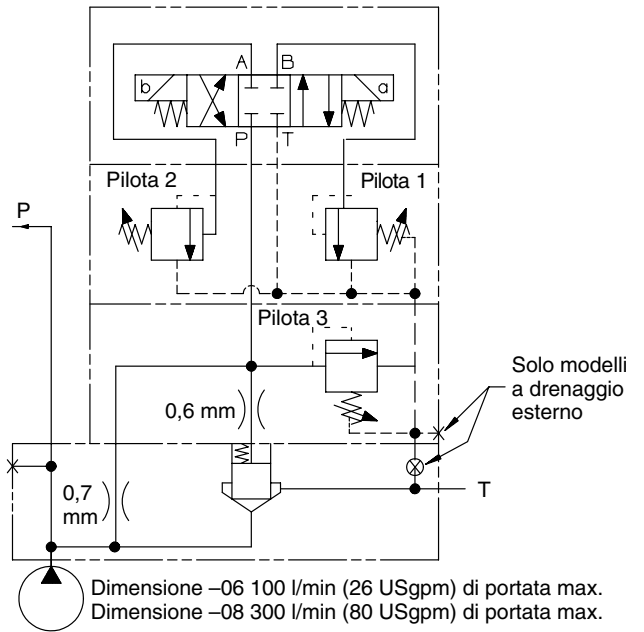 A B
b a
P T
Pilota 2 Pilota 1
P
Pilota 3
Solo modelli
a drenaggio
esterno
0,6 mm
0,7
mm
T
Dimensione –06 100 l/min (26 USgpm) di portata max.
Dimensione –08 300 l/min (80 USgpm) di portata max.